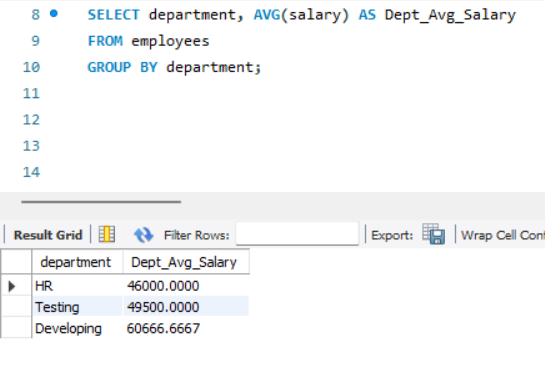 8 SELECT department, AVG(salary) AS Dept_Avg_Salary
9 FROM employees
10 GROUP BY department;
11
12
13
14
Result Grid Filter Rows: Export: Wrap Cell Con
department Dept_Avg_Salary
HR 46000.0000
Testing 49500.0000
Developing 60666.6667